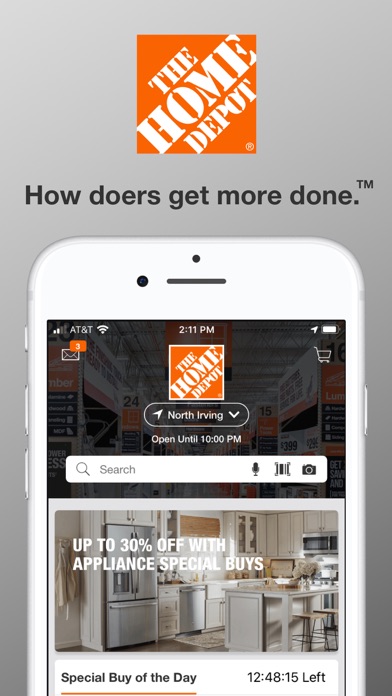 THE
HOME
DEPOT
®
How doers get more done.™
AT&T
2:11 PM
3
THE
HOME
DEPOT
North Irving
Open Until 10:00 PM
Search
UP TO 30% OFF WITH
APPLIANCE SPECIAL BUYS
Special Buy of the Day
12:48:15 Left